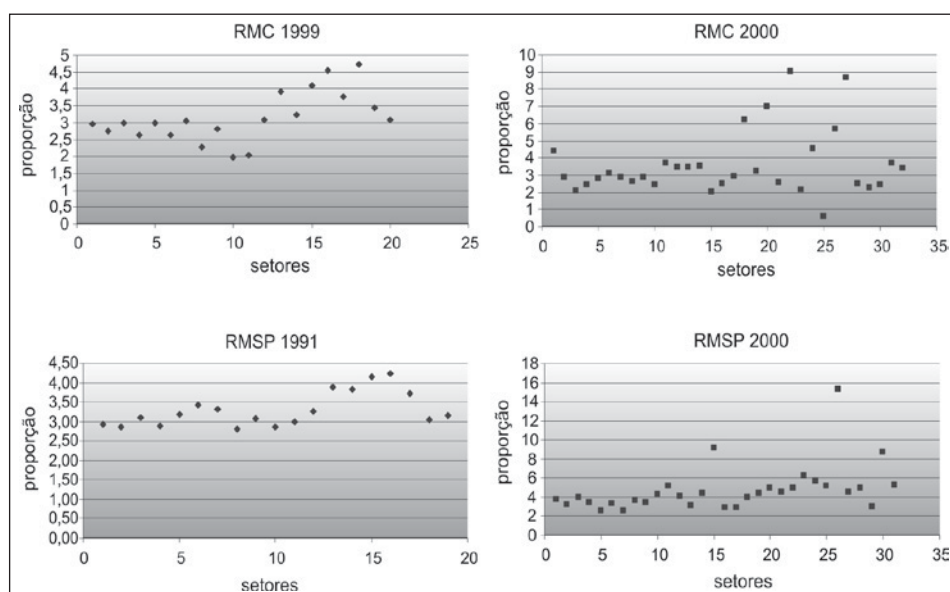 RMC 1999
proporção
5
4,5
4
3,5
3
2,5
2
1,5
1
0,5
0
0 5 10 15 20 25
setores
RMC 2000
proporção
10
9
8
7
6
5
4
3
2
1
0
0 5 10 15 20 25 30 35
setores
RMSP 1991
proporção
4,50
4,00
3,50
3,00
2,50
2,00
1,50
1,00
0,50
0,00
0 5 10 15 20
setores
RMSP 2000
proporção
18
16
14
12
10
8
6
4
2
0
0 5 10 15 20 25 30 35
setores